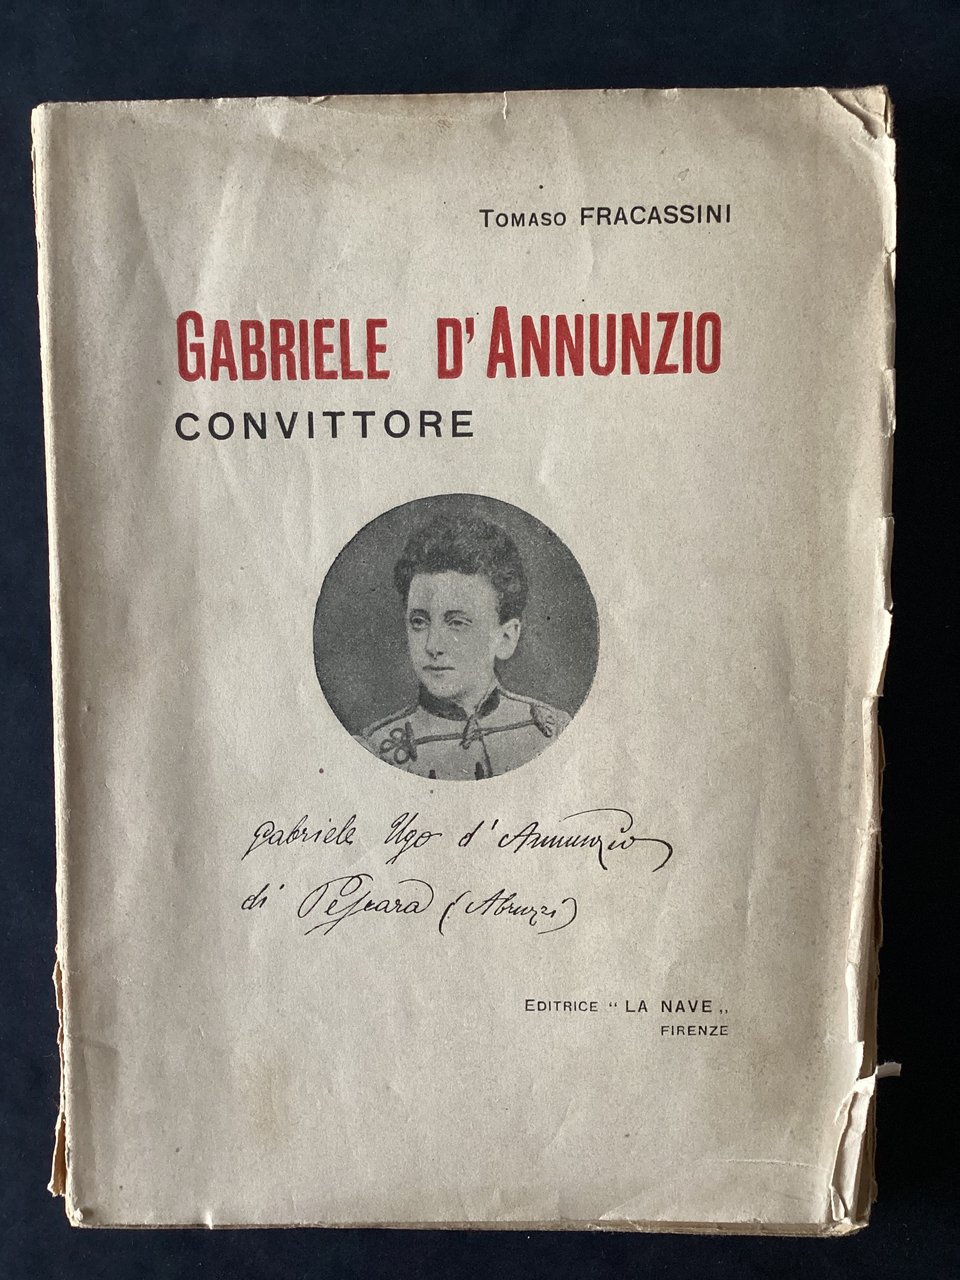 Tomaso FRACASSINI
GABRIELE D'ANNUNZIO
CONVITTORE
Gabriele Ugo d'Annunzio
di Pescara (Abruzzi)
EDITRICE “ LA NAVE „
FIRENZE